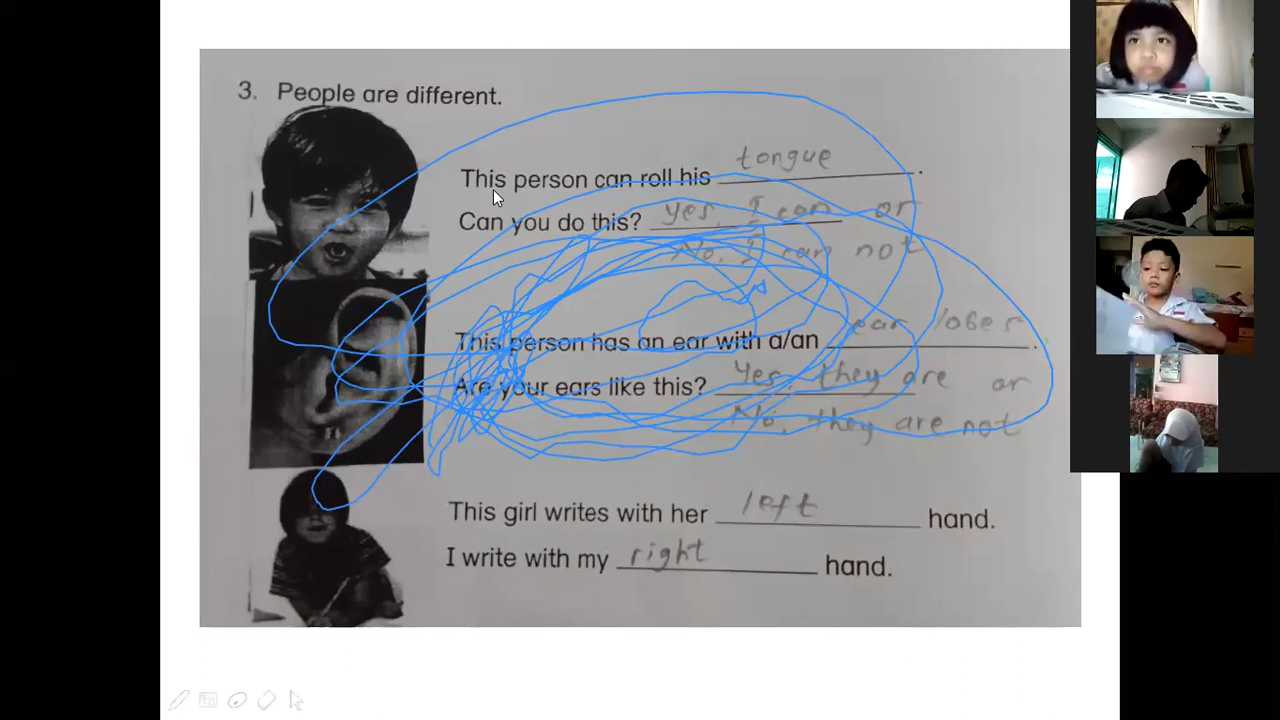 3. People are different.
This person can roll his tongue.
Can you do this? Yes, I can or
No, I can not
This person has an ear with a/an ear lobes.
Are your ears like this? Yes, they are or
No, they are not
This girl writes with her left hand.
I write with my right hand.